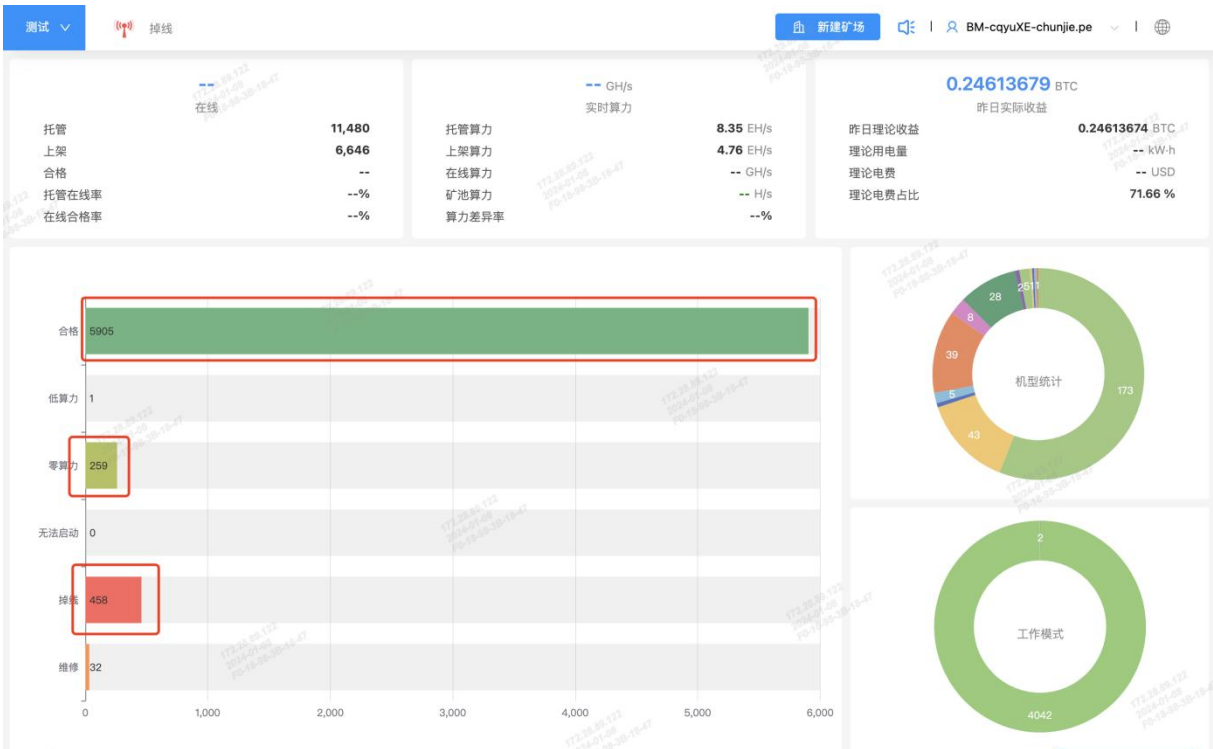 测试
掉线
新建矿场
BM-cqyuXE-chunjie.pe
--
在线
托管 11,480
上架 6,646
合格 --
托管在线率 --%
在线合格率 --%
-- GH/s
实时算力
托管算力 8.35 EH/s
上架算力 4.76 EH/s
在线算力 -- GH/s
矿池算力 -- H/s
算力差异率 --%
0.24613679 BTC
昨日实际收益
昨日理论收益 0.24613674 BTC
理论用电量 -- kW·h
理论电费 -- USD
理论电费占比 71.66 %
合格 5905
低算力 1
零算力 259
无法启动 0
掉线 458
维修 32
0 1,000 2,000 3,000 4,000 5,000 6,000
28
8
39
5
43
173
机型统计
2
工作模式
4042